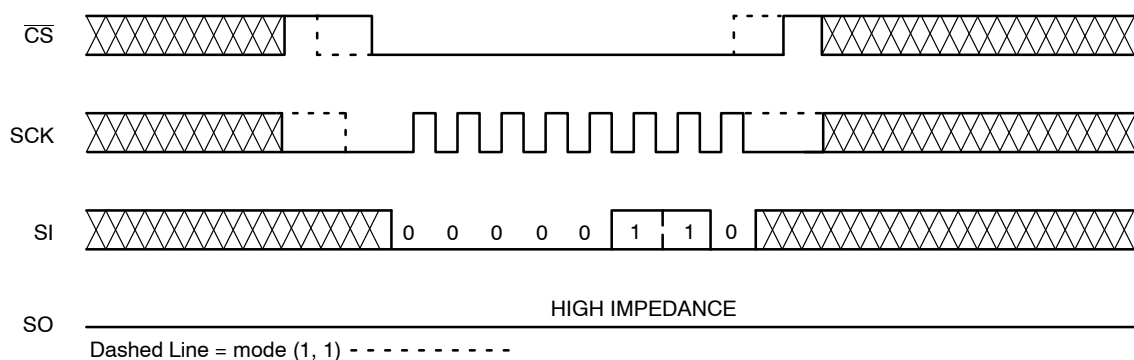 CS
SCK
SI 0 0 0 0 0 1 1 0
HIGH IMPEDANCE
SO
Dashed Line = mode (1, 1)